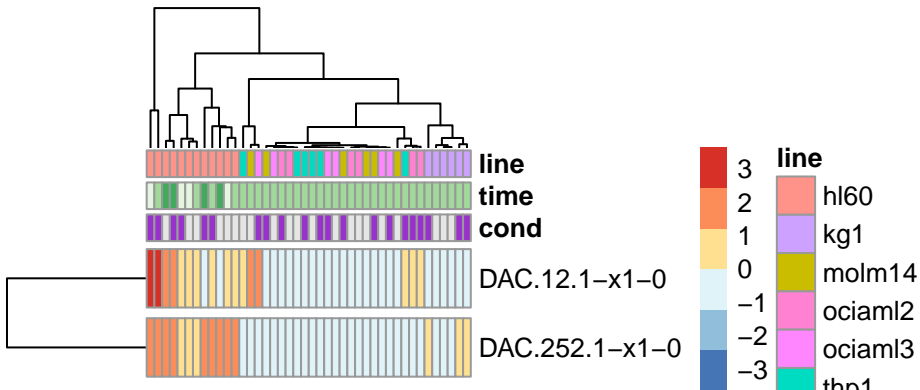 line
time
cond
DAC.12.1−x1−0
DAC.252.1−x1−0
3
2
1
0
−1
−2
−3
line
hl60
kg1
molm14
ociaml2
ociaml3
thp1